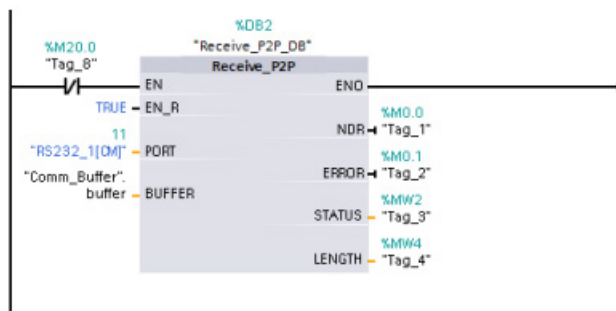 %DB2
"Receive_P2P_DB"
Receive_P2P
%M20.0
"Tag_8"
EN
ENO
TRUE
EN_R
%M0.0
NDR
"Tag_1"
11
"RS232_1[CM]"
PORT
%M0.1
ERROR
"Tag_2"
"Comm_Buffer".
buffer
BUFFER
%MW2
STATUS
"Tag_3"
%MW4
LENGTH
"Tag_4"